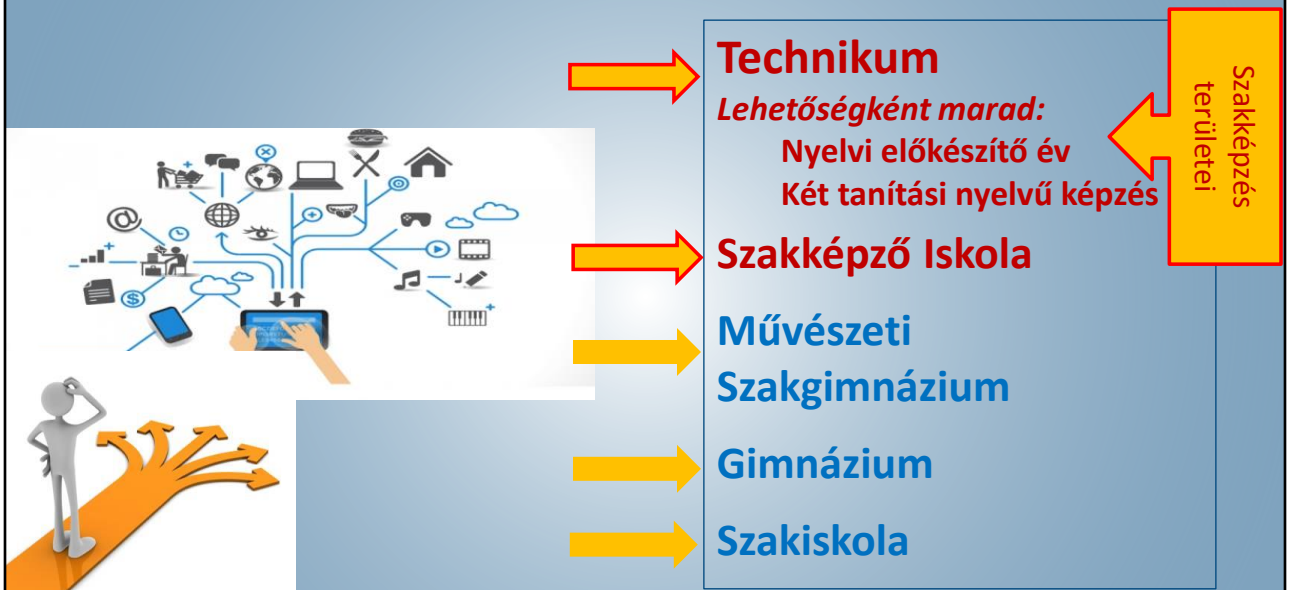 Technikum
Lehetőségként marad:
Nyelvi előkészítő év
Két tanítási nyelvű képzés
Szakképző Iskola
Művészeti
Szakgimnázium
Gimnázium
Szakiskola
Szakképzés
területei